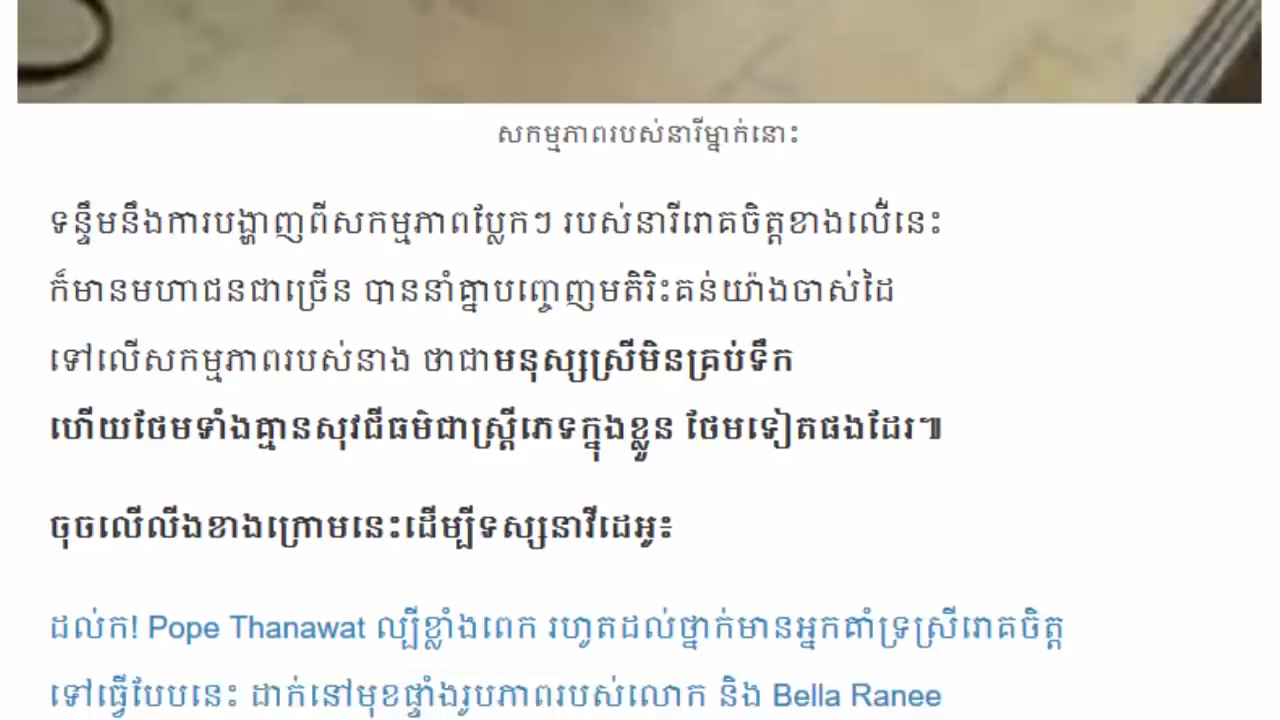 សកម្មភាពរបស់នារីម្នាក់នោះ
ទន្ទឹមនឹងការបង្ហាញពីសកម្មភាពប្លែកៗ របស់នារីរោគចិត្តខាងលើនេះ
ក៏មានមហាជនជាច្រើន បាននាំគ្នាបញ្ចេញមតិរិះគន់យ៉ាងចាស់ដៃ
ទៅលើសកម្មភាពរបស់នាង ថាជាមនុស្សស្រីមិនគ្រប់ទឹក
ហើយថែមទាំងគ្មានសុវជីធម៌ជាស្ត្រីភេទក្នុងខ្លួន ថែមទៀតផងដែរ៕
ចុចលើលីងខាងក្រោមនេះដើម្បីទស្សនាវីដេអូ៖
ដល់ក! Pope Thanawat ល្បីខ្លាំងពេក រហូតដល់ថ្នាក់មានអ្នកគាំទ្រស្រីរោគចិត្ត
ទៅធ្វើបែបនេះ ដាក់នៅមុខផ្ទាំងរូបភាពរបស់លោក និង Bella Ranee